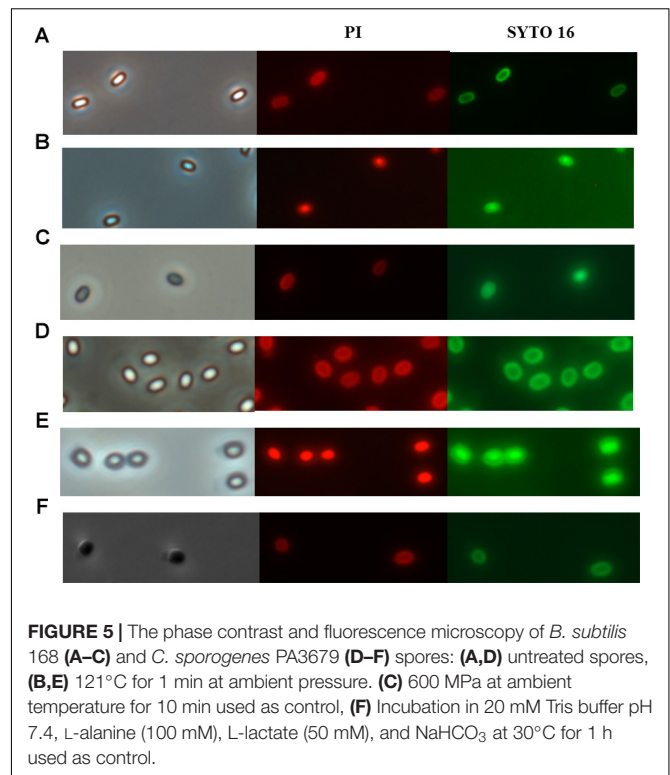 PI SYTO 16
A
B
C
D
E
F
FIGURE 5 | The phase contrast and fluorescence microscopy of B. subtilis
168 (A–C) and C. sporogenes PA3679 (D–F) spores: (A,D) untreated spores,
(B,E) 121°C for 1 min at ambient pressure. (C) 600 MPa at ambient
temperature for 10 min used as control, (F) Incubation in 20 mM Tris buffer pH
7.4, L-alanine (100 mM), L-lactate (50 mM), and NaHCO₃ at 30°C for 1 h
used as control.